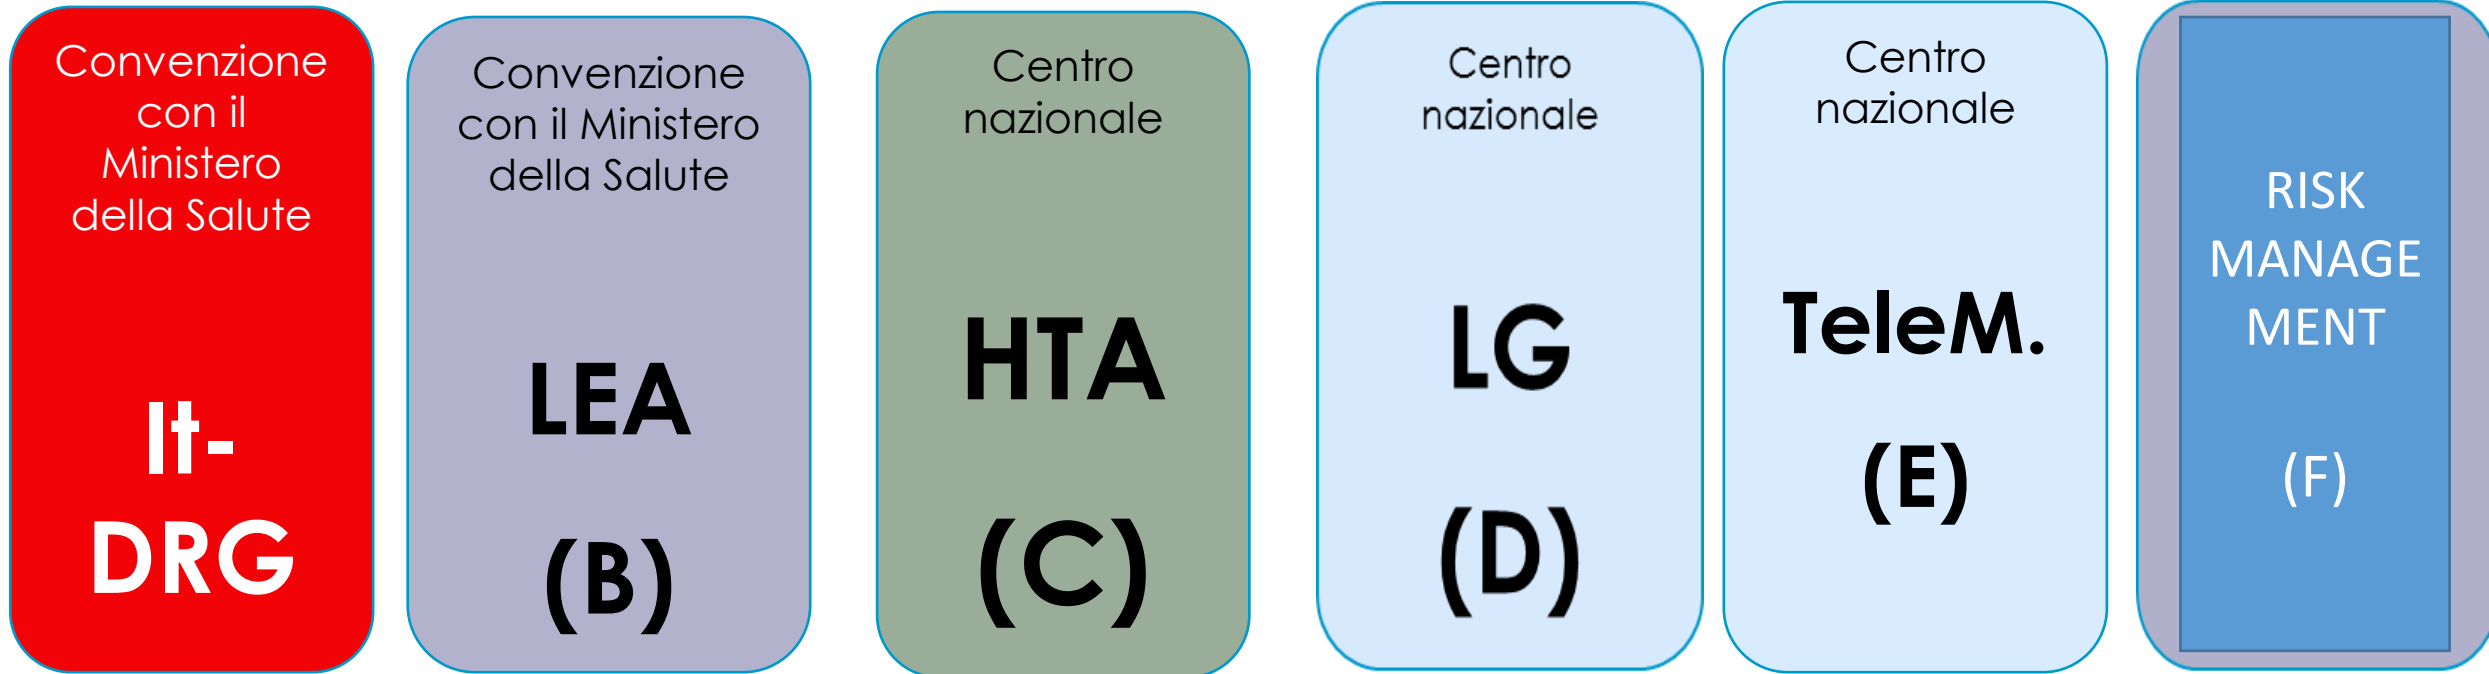 Convenzione
con il
Ministero
della Salute
It-
DRG
Convenzione
con il Ministero
della Salute
LEA
(B)
Centro
nazionale
HTA
(C)
Centro
nazionale
LG
(D)
Centro
nazionale
TeleM.
(E)
RISK
MANAGE
MENT
(F)